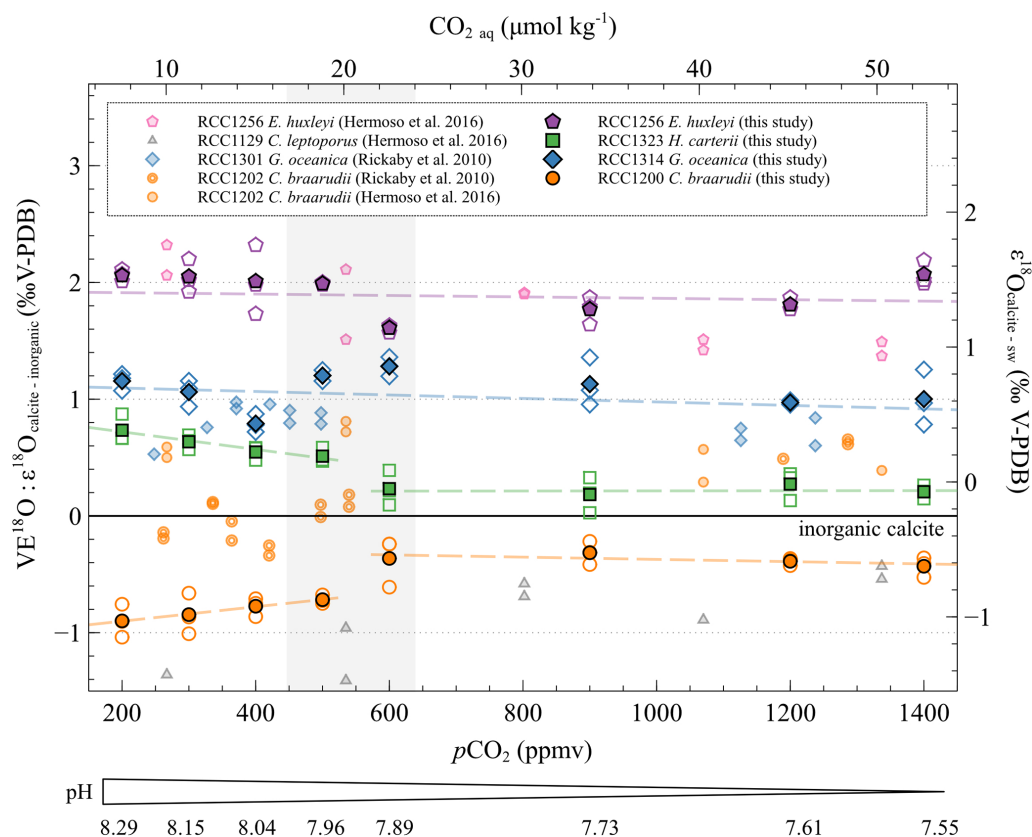 CO2 aq (μmol kg-1)
10 20 30 40 50
RCC1256 E. huxleyi (Hermoso et al. 2016)
RCC1129 C. leptoporus (Hermoso et al. 2016)
RCC1301 G. oceanica (Rickaby et al. 2010)
RCC1202 C. braarudii (Rickaby et al. 2010)
RCC1202 C. braarudii (Hermoso et al. 2016)
RCC1256 E. huxleyi (this study)
RCC1323 H. carterii (this study)
RCC1314 G. oceanica (this study)
RCC1200 C. braarudii (this study)
VE18O : ε18Ocalcite - inorganic (‰ V-PDB)
3
2
1
0
−1
ε18Ocalcite - sw (‰ V-PDB)
2
1
0
−1
inorganic calcite
200 400 600 800 1000 1200 1400
pCO2 (ppmv)
pH
8.29 8.15 8.04 7.96 7.89 7.73 7.61 7.55